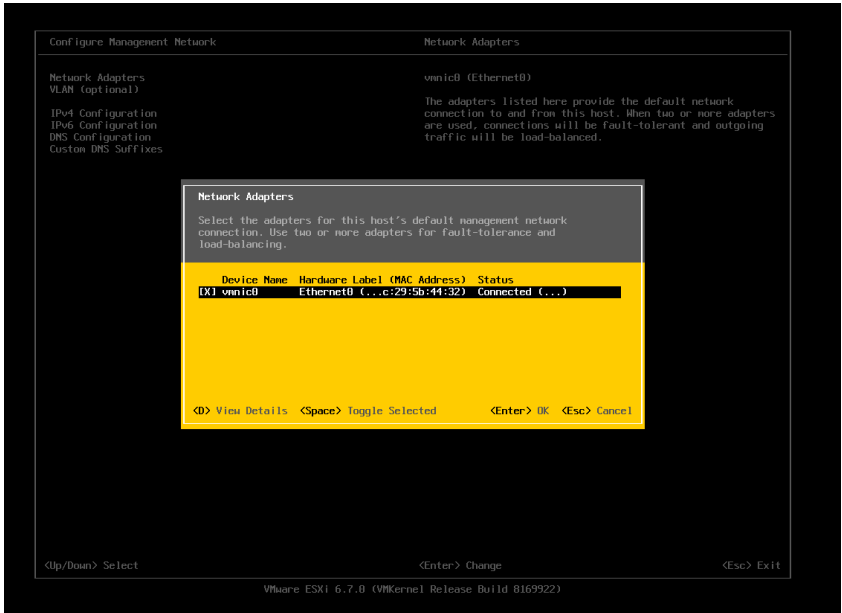 Configure Management Network
Network Adapters
Network Adapters
VLAN (optional)
IPv4 Configuration
IPv6 Configuration
DNS Configuration
Custom DNS Suffixes
vmnic0 (Ethernet0)
The adapters listed here provide the default network
connection to and from this host. When two or more adapters
are used, connections will be fault-tolerant and outgoing
traffic will be load-balanced.
Network Adapters
Select the adapters for this host's default management network
connection. Use two or more adapters for fault-tolerance and
load-balancing.
Device Name Hardware Label (MAC Address) Status
[X] vmnic0 Ethernet0 (...c:29:5b:44:32) Connected (...)
<D> View Details <Space> Toggle Selected <Enter> OK <Esc> Cancel
<Up/Down> Select <Enter> Change <Esc> Exit
VMware ESXi 6.7.0 (VMKernel Release Build 8169922)